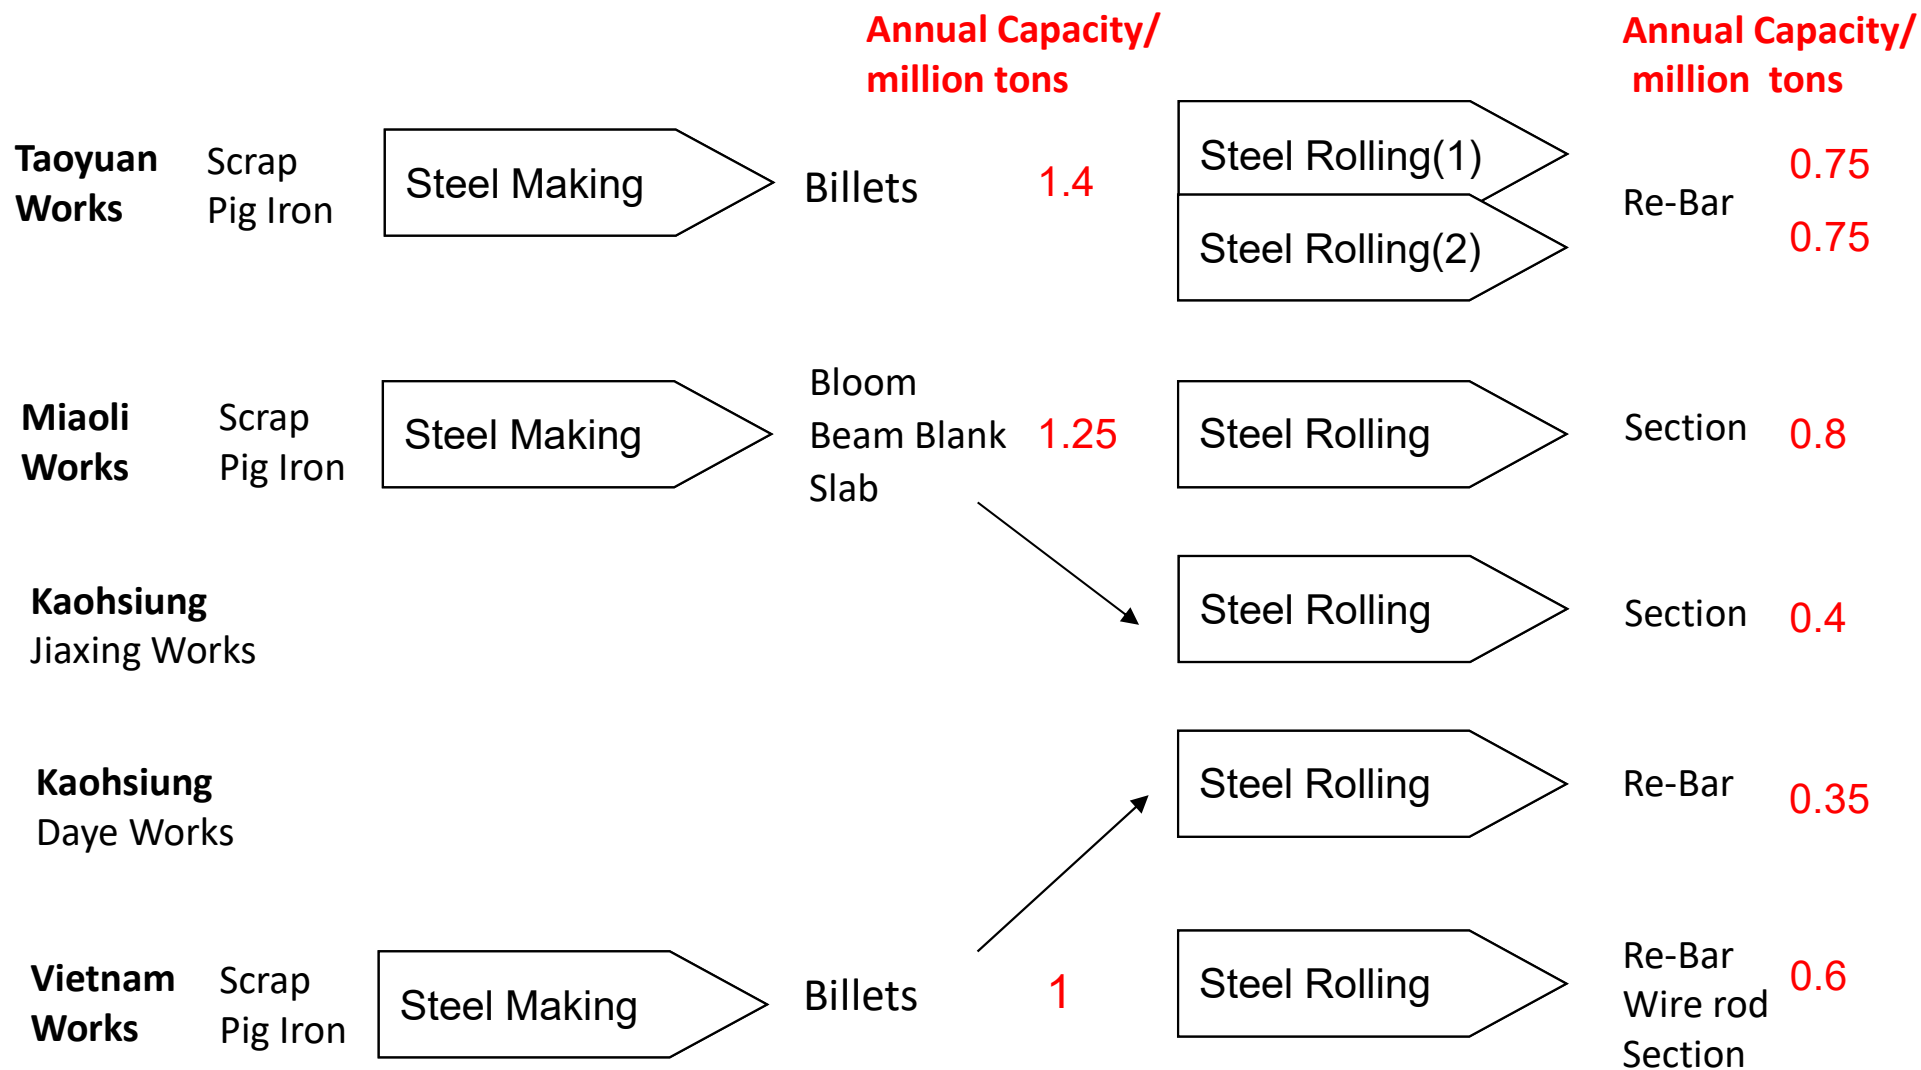 Annual Capacity/
million tons
Annual Capacity/
million  tons
Taoyuan
Works
Scrap
Pig Iron
Steel Making
Billets
1.4
Steel Rolling(1)
Steel Rolling(2)
Re-Bar
0.75
0.75
Miaoli
Works
Scrap
Pig Iron
Steel Making
Bloom
Beam Blank
Slab
1.25
Steel Rolling
Section
0.8
Kaohsiung
Jiaxing Works
Steel Rolling
Section
0.4
Kaohsiung
Daye Works
Steel Rolling
Re-Bar
0.35
Vietnam
Works
Scrap
Pig Iron
Steel Making
Billets
1
Steel Rolling
Re-Bar
Wire rod
Section
0.6